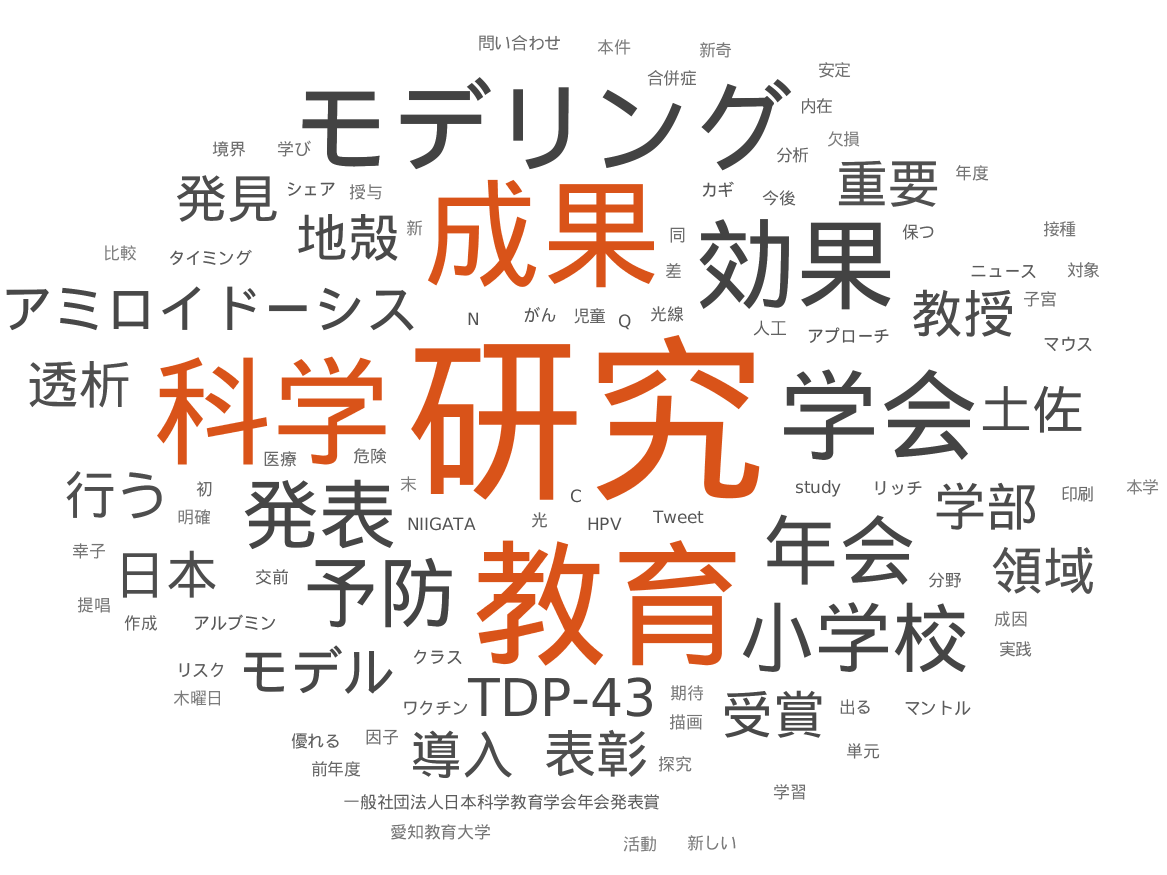 問い合わせ
本件
新奇
合併症
安定
モデリング
内在
境界
学び
分析
欠損
発見
シェア
授与
カギ
今後
重要
年度
地殻
新
成果
同
差
効果
保つ
接種
比較
タイミング
ニュース
対象
アミロイドーシス
N
がん
児童
Q
光線
人工
アプローチ
教授
子宮
マウス
透析
科学
研究
学会
土佐
医療
危険
行う
初
明確
発表
末
NIIGATA
光
C
HPV
Tweet
study
リッチ
学部
印刷
本学
年会
幸子
日本
交前
予防
教育
分野
領域
提唱
作成
アルブミン
小学校
成因
実践
リスク
木曜日
モデル
クラス
ワクチン
TDP-43
期待
描画
受賞
出る
マントル
優れる
因子
前年度
導入
表彰
探究
単元
学習
一般社団法人日本科学教育学会年会発表賞
愛知教育大学
活動
新しい